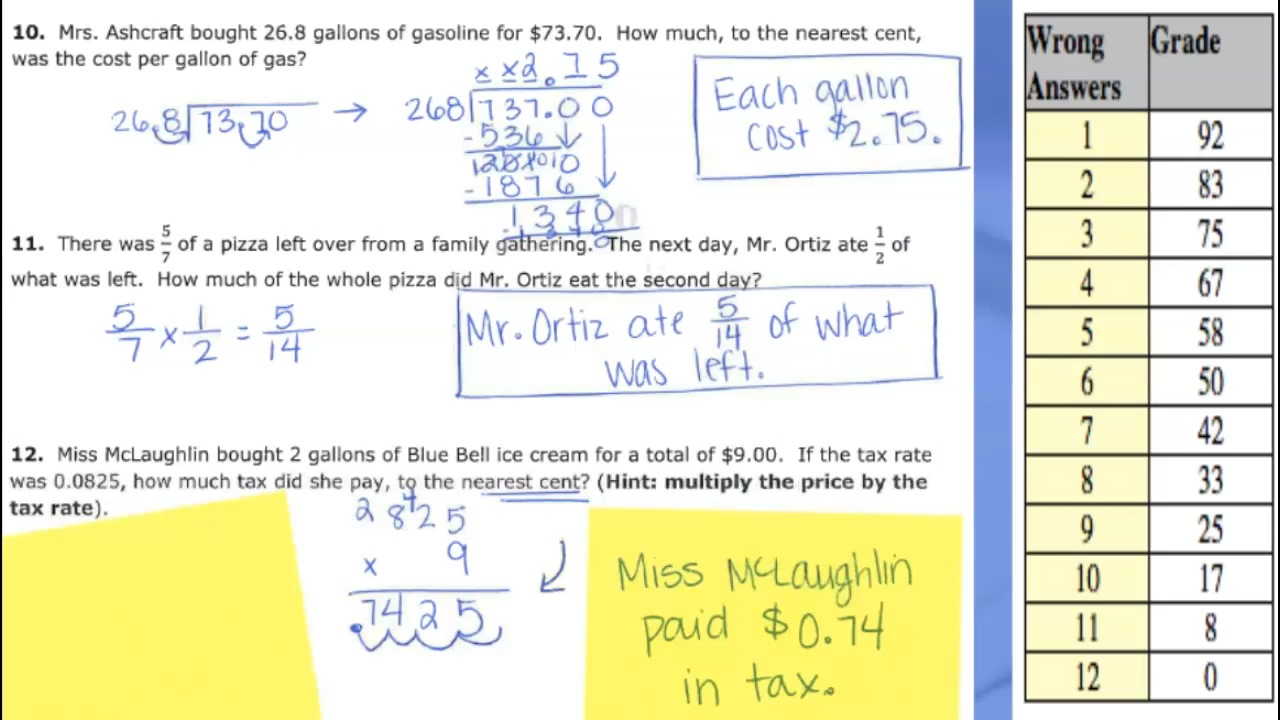 10. Mrs. Ashcraft bought 26.8 gallons of gasoline for $73.70. How much, to the nearest cent,
was the cost per gallon of gas?
x x 2.75
26.8 73.70 → 268 737.00
-536
0
-1876
1340
Each gallon
cost $2.75.
11. There was 5/7 of a pizza left over from a family gathering. The next day, Mr. Ortiz ate 1/2 of
what was left. How much of the whole pizza did Mr. Ortiz eat the second day?
5/7 x 1/2 = 5/14
Mr. Ortiz ate 5/14 of what
was left.
12. Miss McLaughlin bought 2 gallons of Blue Bell ice cream for a total of $9.00. If the tax rate
was 0.0825, how much tax did she pay, to the nearest cent? (Hint: multiply the price by the
tax rate).
2 4
825
x 9
.7425
Miss McLaughlin
paid $0.74
in tax.
Wrong Answers Grade
1 92
2 83
3 75
4 67
5 58
6 50
7 42
8 33
9 25
10 17
11 8
12 0